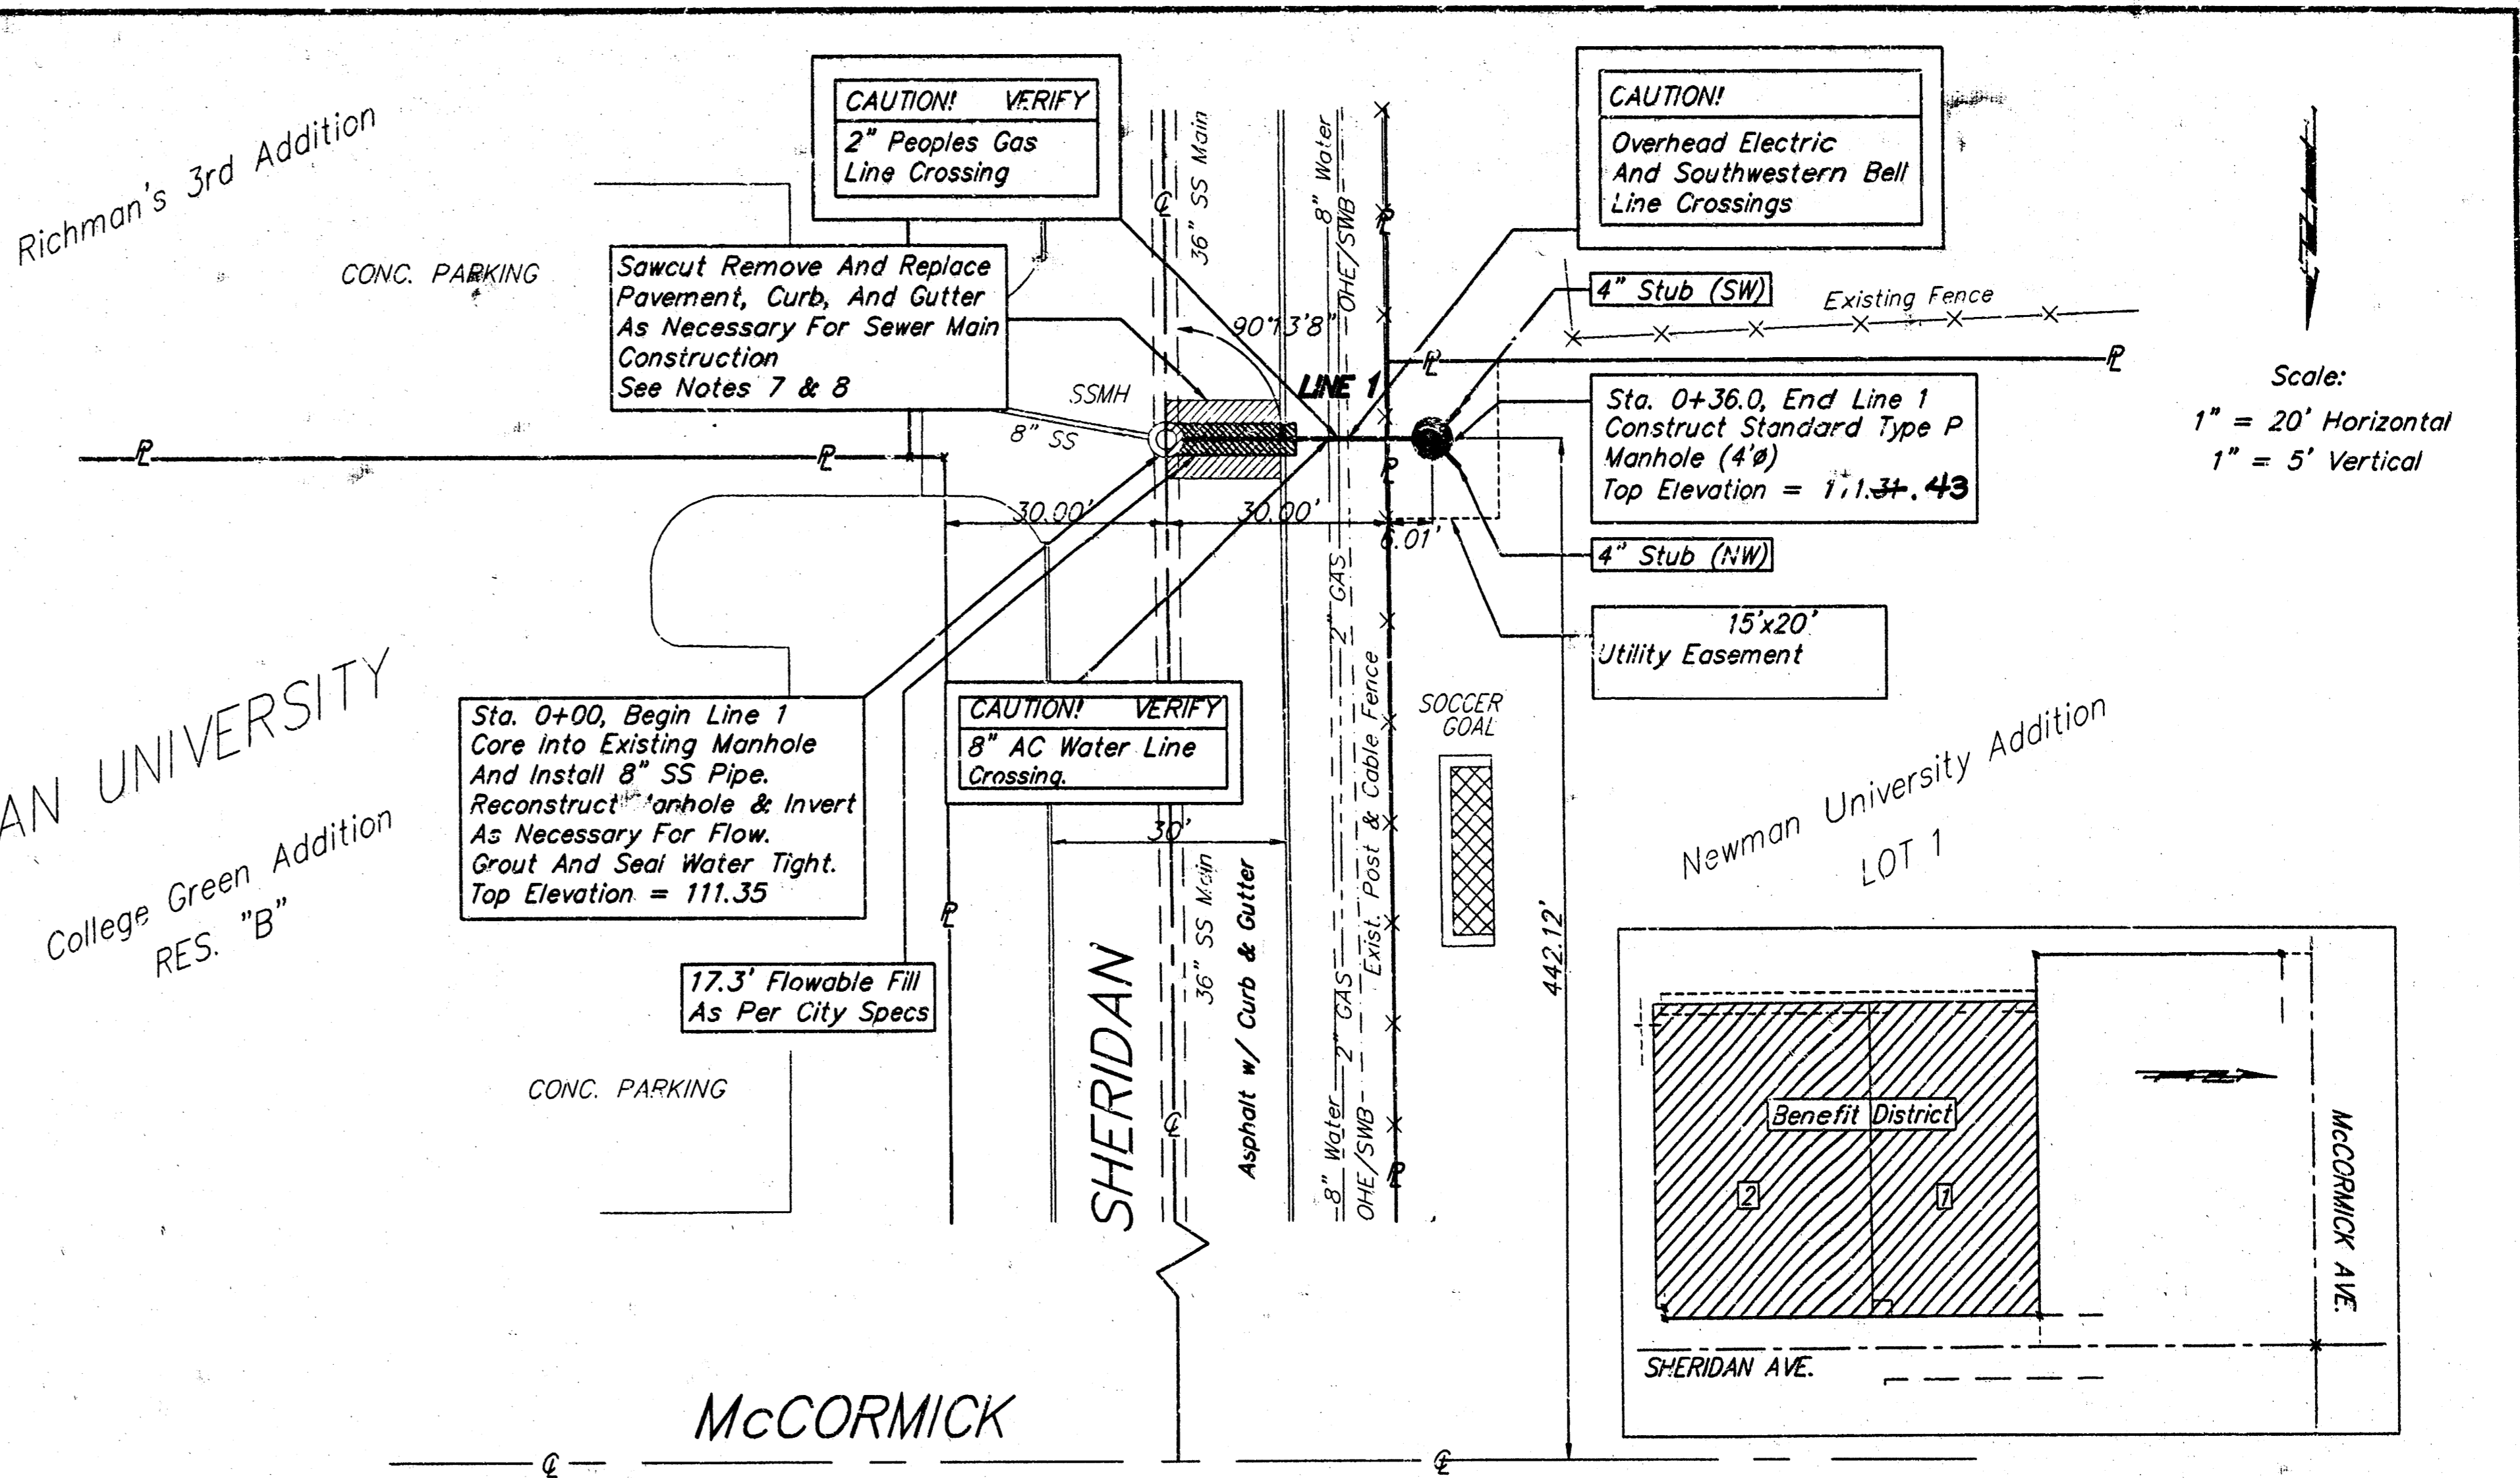 Richman's 3rd Addition
CONC. PARKING
CAUTION! VERIFY
2" Peoples Gas
Line Crossing
Sawcut Remove And Replace
Pavement, Curb, And Gutter
As Necessary For Sewer Main
Construction
See Notes 7 & 8
36" SS Main
8" Water
OHE/SWB
CAUTION!
Overhead Electric
And Southwestern Bell
Line Crossings
4" Stub (SW)
Existing Fence
90°13'8"
LINE 1
SSMH
8" SS
Sta. 0+36.0, End Line 1
Construct Standard Type P
Manhole (4'ø)
Top Elevation = 111.31 .43
Scale:
1" = 20' Horizontal
1" = 5' Vertical
30.00'
30.00'
6.01'
4" Stub (NW)
15'x20'
Utility Easement
2" GAS
AN UNIVERSITY
College Green Addition
RES. "B"
Sta. 0+00, Begin Line 1
Core Into Existing Manhole
And Install 8" SS Pipe.
Reconstruct anhole & Invert
As Necessary For Flow.
Grout And Seal Water Tight.
Top Elevation = 111.35
CAUTION! VERIFY
8" AC Water Line
Crossing.
30'
17.3' Flowable Fill
As Per City Specs
CONC. PARKING
SHERIDAN
36" SS Main
Asphalt w/ Curb & Gutter
8" Water
2" GAS
OHE/SWB
Exist. Post & Cable Fence
SOCCER
GOAL
442.12'
Newman University Addition
LOT 1
Benefit District
2
1
McCORMICK AVE.
SHERIDAN AVE.
McCORMICK